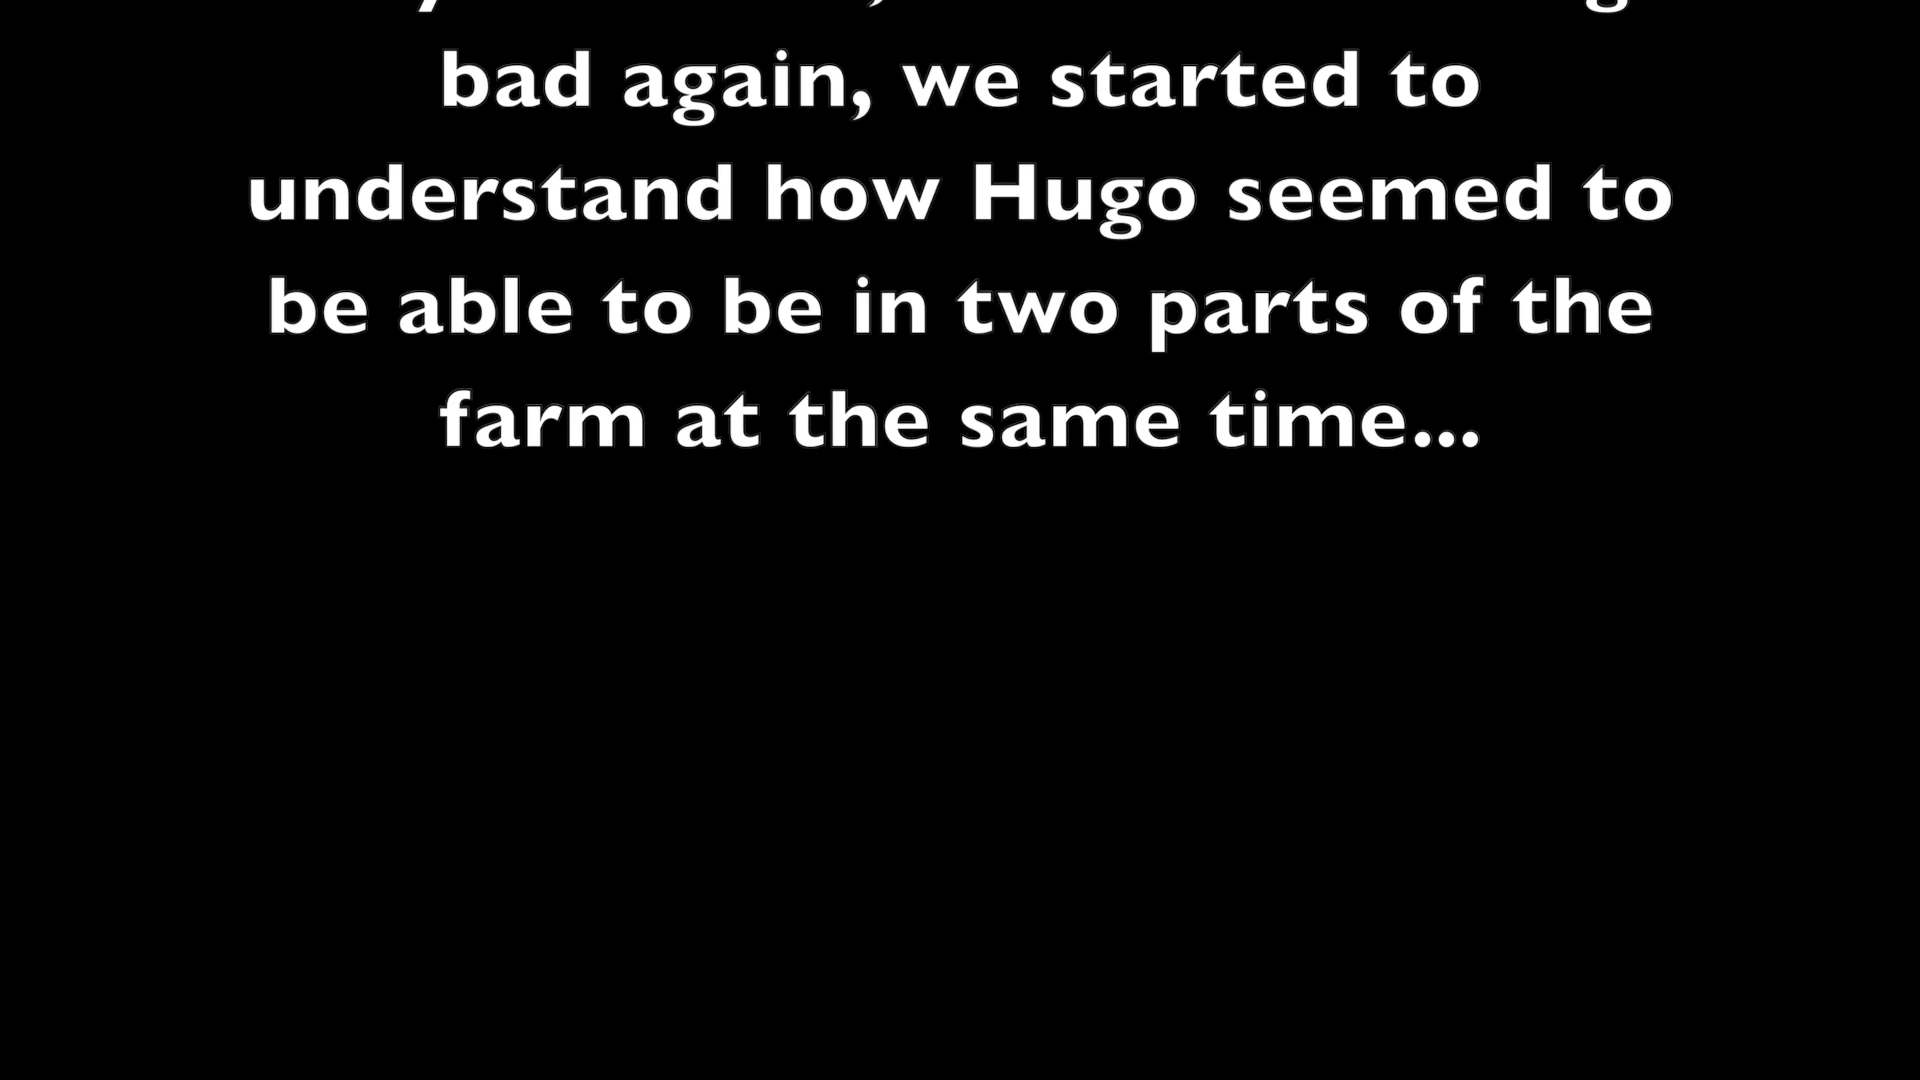 bad again, we started to
understand how Hugo seemed to
be able to be in two parts of the
farm at the same time...